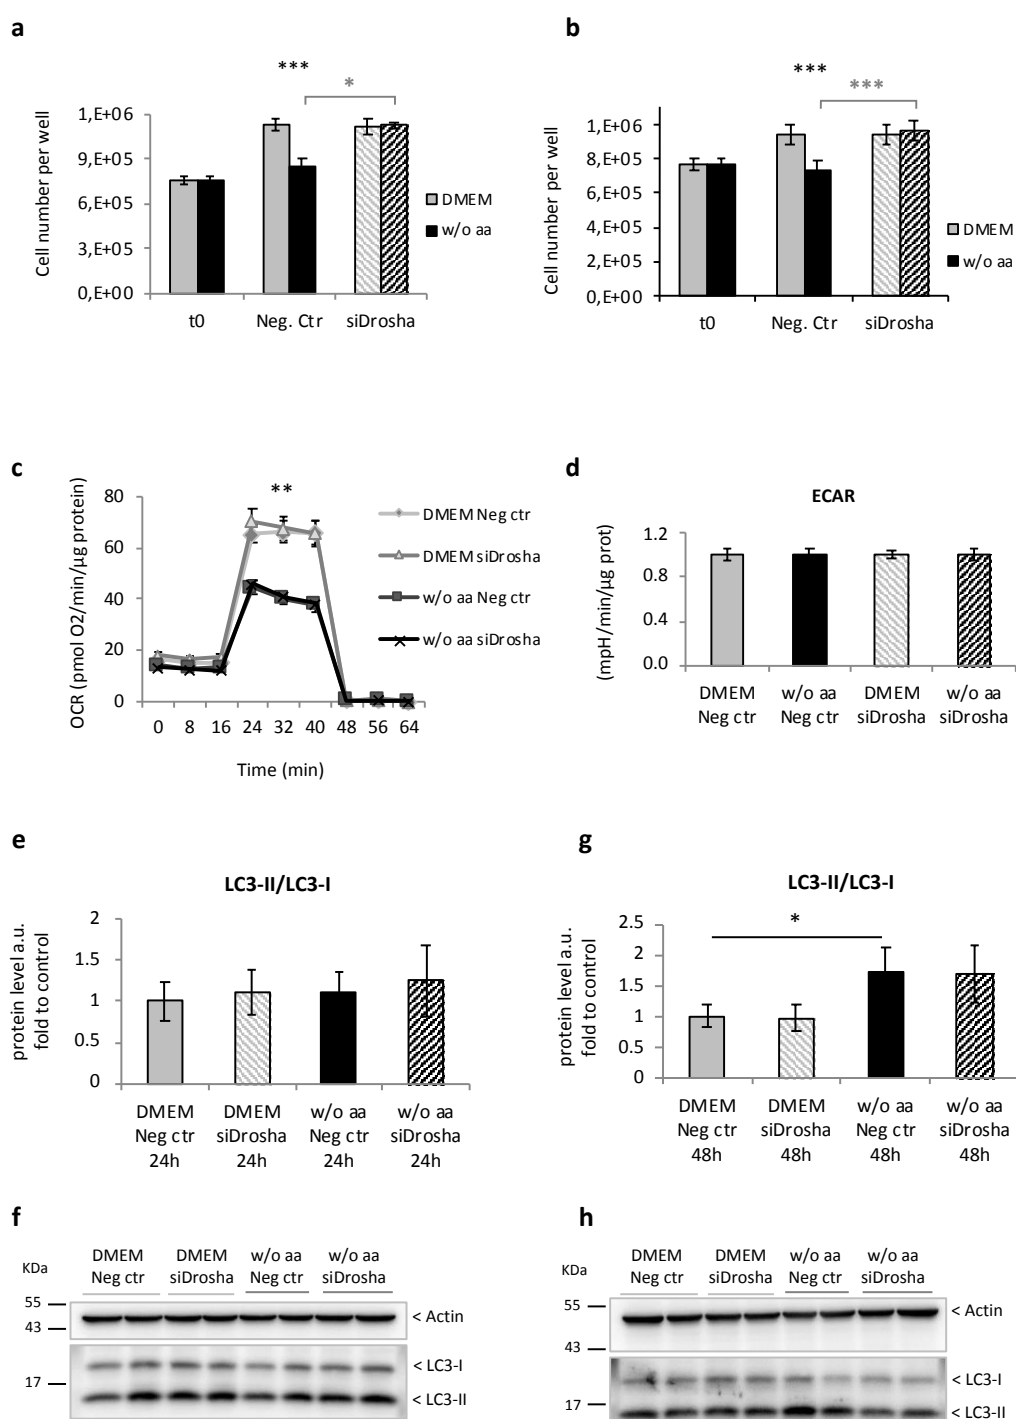 a
***
*
Cell number per well
1,E+06
9,E+05
6,E+05
3,E+05
0,E+00
DMEM
w/o aa
t0
Neg. Ctr
siDrosha
b
***
***
Cell number per well
1,E+06
8,E+05
6,E+05
4,E+05
2,E+05
0,E+00
DMEM
w/o aa
t0
Neg. Ctr
siDrosha
c
**
OCR (pmol O2/min/µg protein)
80
60
40
20
0
0 8 16 24 32 40 48 56 64
Time (min)
DMEM Neg ctr
DMEM siDrosha
w/o aa Neg ctr
w/o aa siDrosha
d
ECAR
(mpH/min/µg prot)
1.2
0.8
0.4
0.0
DMEM
Neg ctr
w/o aa
Neg ctr
DMEM
siDrosha
w/o aa
siDrosha
e
LC3-II/LC3-I
protein level a.u.
fold to control
2
1.5
1
0.5
0
DMEM
Neg ctr
24h
DMEM
siDrosha
24h
w/o aa
Neg ctr
24h
w/o aa
siDrosha
24h
g
LC3-II/LC3-I
*
protein level a.u.
fold to control
2.5
2
1.5
1
0.5
0
DMEM
Neg ctr
48h
DMEM
siDrosha
48h
w/o aa
Neg ctr
48h
w/o aa
siDrosha
48h
f
DMEM
Neg ctr
DMEM
siDrosha
w/o aa
Neg ctr
w/o aa
siDrosha
KDa
55
43
17
< Actin
< LC3-I
< LC3-II
h
DMEM
Neg ctr
DMEM
siDrosha
w/o aa
Neg ctr
w/o aa
siDrosha
KDa
55
43
17
< Actin
< LC3-I
< LC3-II